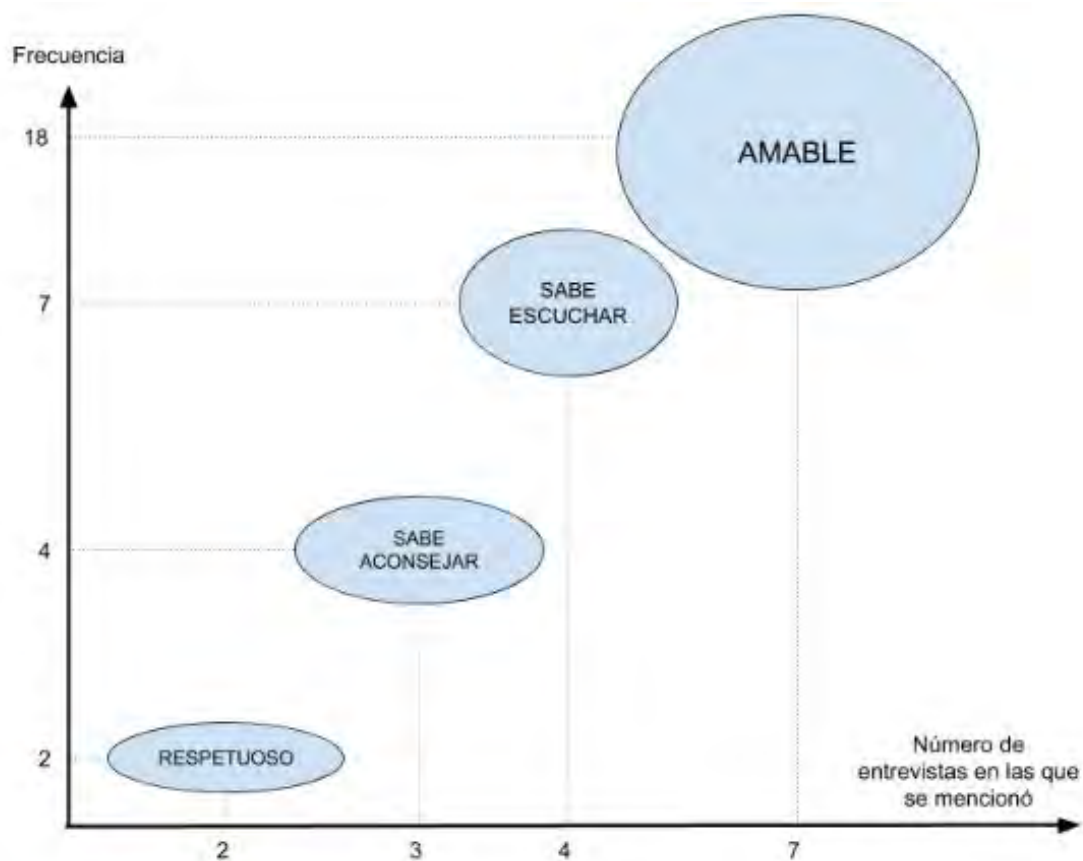 Frecuencia
18
AMABLE
7
SABE
ESCUCHAR
4
SABE
ACONSEJAR
2
RESPETUOSO
Número de
entrevistas en las que
se mencionó
2
3
4
7